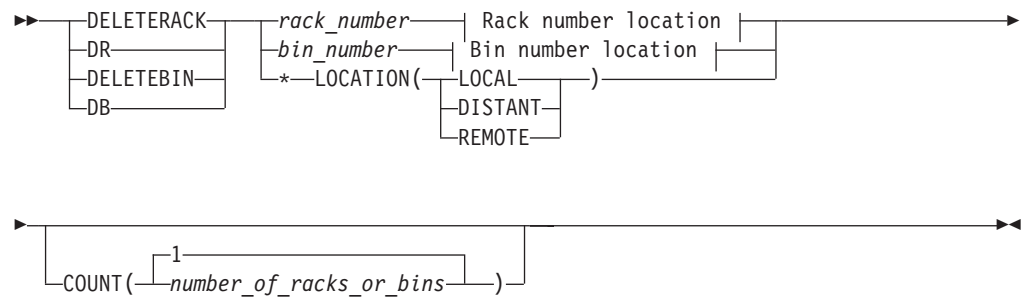 DELETERACK rack_number Rack number location
DR bin_number Bin number location
DELETEBIN * LOCATION( LOCAL )
DB DISTANT
REMOTE
1
COUNT( number_of_racks_or_bins )